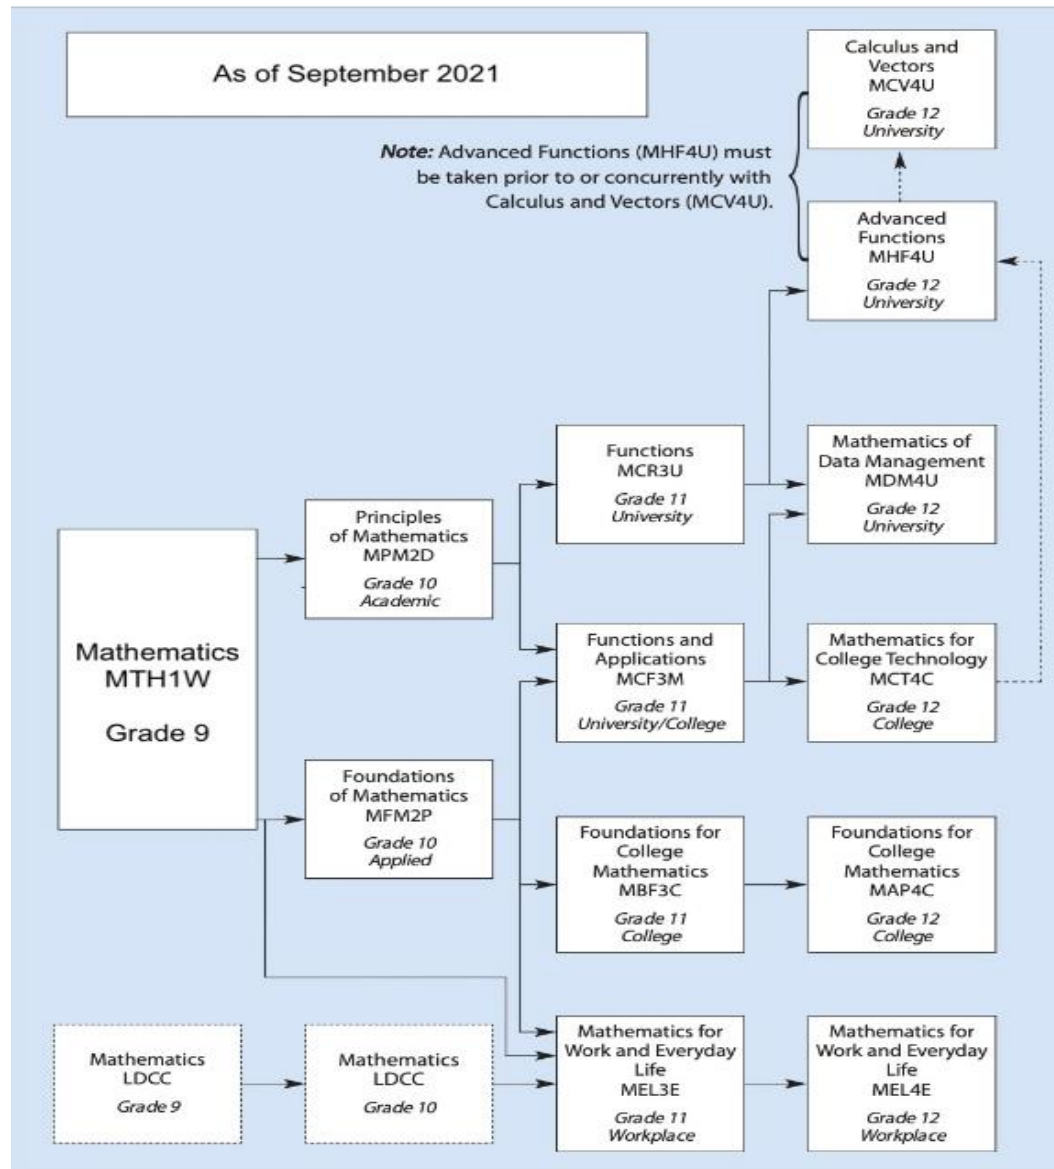 As of September 2021
Calculus and
Vectors
MCV4U
Grade 12
University
Note: Advanced Functions (MHF4U) must
be taken prior to or concurrently with
Calculus and Vectors (MCV4U).
Advanced
Functions
MHF4U
Grade 12
University
Functions
MCR3U
Grade 11
University
Mathematics of
Data Management
MDM4U
Grade 12
University
Principles
of Mathematics
MPM2D
Grade 10
Academic
Mathematics
MTH1W
Grade 9
Functions and
Applications
MCF3M
Grade 11
University/College
Mathematics for
College Technology
MCT4C
Grade 12
College
Foundations
of Mathematics
MFM2P
Grade 10
Applied
Foundations for
College
Mathematics
MBF3C
Grade 11
College
Foundations for
College
Mathematics
MAP4C
Grade 12
College
Mathematics
LDCC
Grade 9
Mathematics
LDCC
Grade 10
Mathematics for
Work and Everyday
Life
MEL3E
Grade 11
Workplace
Mathematics for
Work and Everyday
Life
MEL4E
Grade 12
Workplace